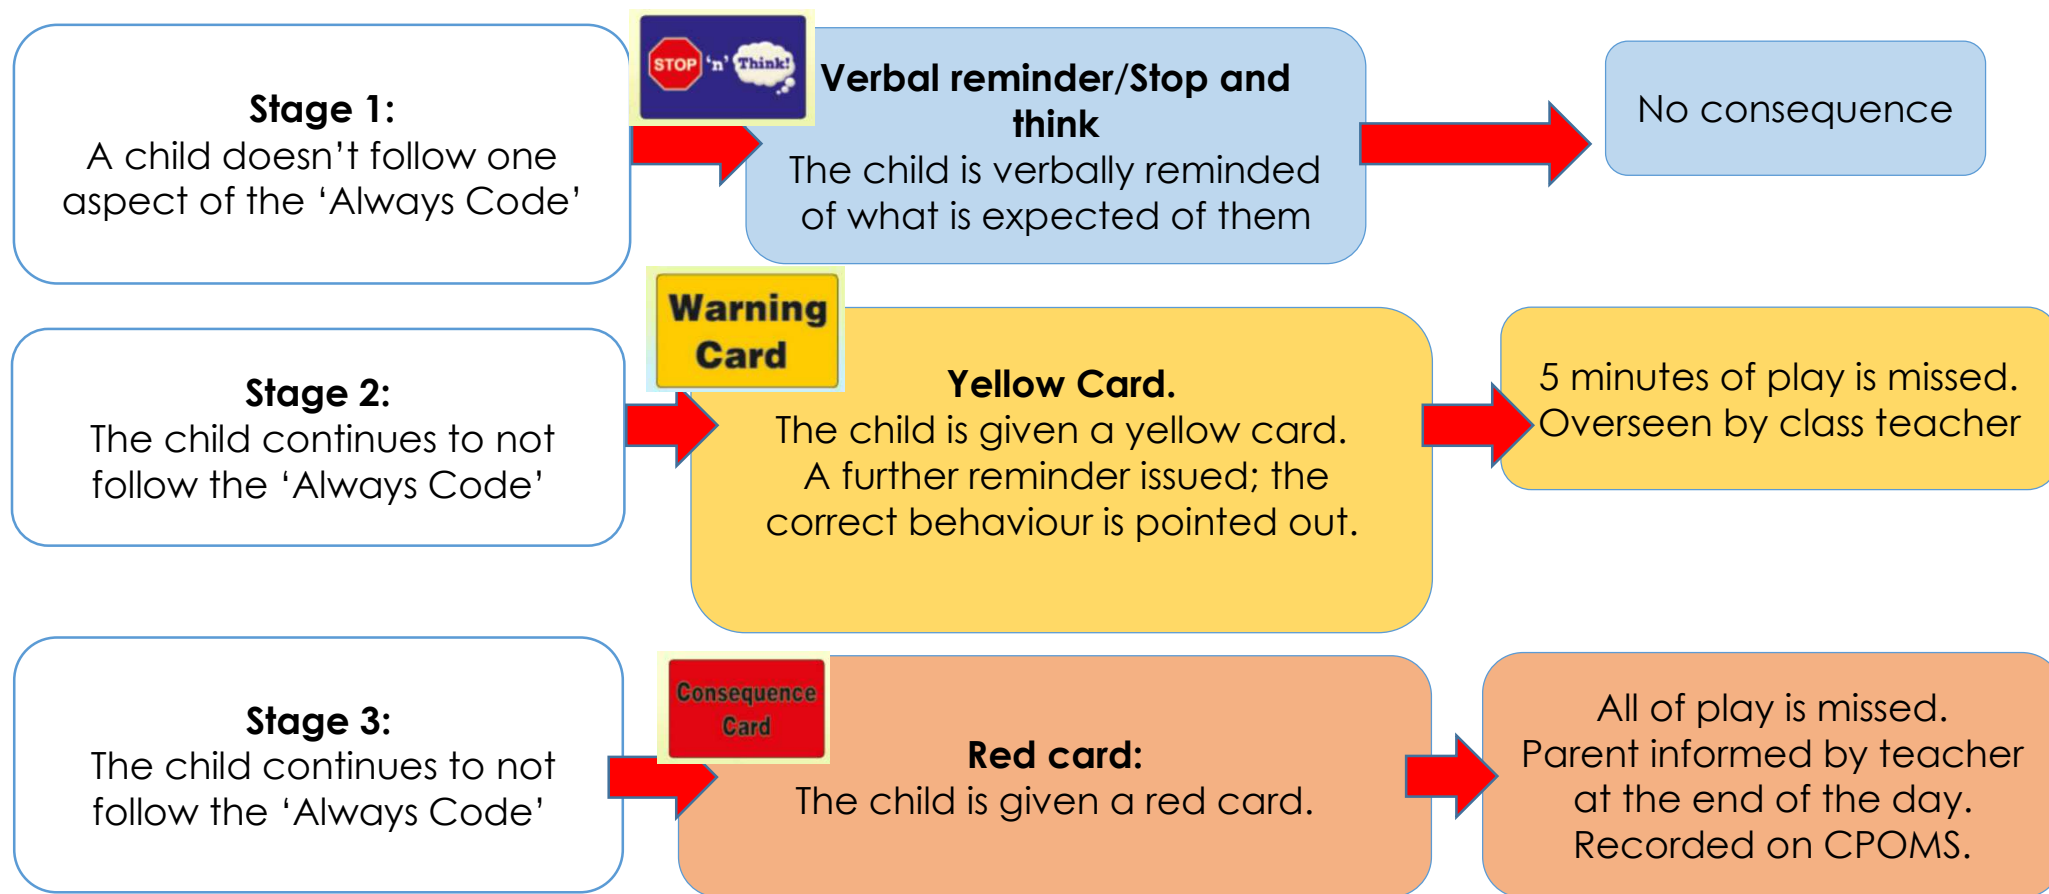 Stage 1:
A child doesn’t follow one
aspect of the ‘Always Code’
STOP ‘n’ Think!
Verbal reminder/Stop and
think
The child is verbally reminded
of what is expected of them
No consequence
Stage 2:
The child continues to not
follow the ‘Always Code’
Warning
Card
Yellow Card.
The child is given a yellow card.
A further reminder issued; the
correct behaviour is pointed out.
5 minutes of play is missed.
Overseen by class teacher
Stage 3:
The child continues to not
follow the ‘Always Code’
Consequence
Card
Red card:
The child is given a red card.
All of play is missed.
Parent informed by teacher
at the end of the day.
Recorded on CPOMS.